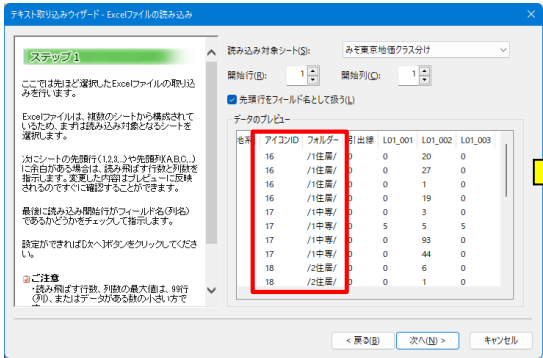 テキスト取り込みウィザード - Excelファイルの読み込み
ステップ1
ここでは先ほど選択したExcelファイルの取り込
みを行います。
Excelファイルは、複数のシートから構成されて
いるため、まずは読み込み対象となるシートを
選択します。
次にシートの先頭行(1,2,3,..)や先頭列(A,B,C,..)
に余白がある場合は、読み飛ばす行数と列数を
指示します。変更した内容はプレビューに反映
されるのですぐに確認することができます。
最後に読み込み開始行がフィールド名(列名)
であるかどうかをチェックして指示します。
設定ができれば[次へ]ボタンをクリックしてくださ
い。
ご注意
・読み飛ばす行数、列数の最大値は、99行
(列)、またはデータがある数の小さい方で
読み込み対象シート(S): みぞ東京地価クラス分け
開始行(R): 1 開始列(C): 1
先頭行をフィールド名として扱う(L)
データのプレビュー
アイコンID フォルダー 引出線 L01_001 L01_002 L01_003
16 /1住居/ 0 0 20 0
16 /1住居/ 0 0 27 0
16 /1住居/ 0 0 1 0
16 /1住居/ 0 0 19 0
17 /1中専/ 0 0 3 0
17 /1中専/ 0 5 5 5
17 /1中専/ 0 0 93 0
17 /1中専/ 0 0 44 0
18 /2住居/ 0 0 6 0
18 /2住居/ 0 0 1 0
< 戻る(B) 次へ(N) > キャンセル